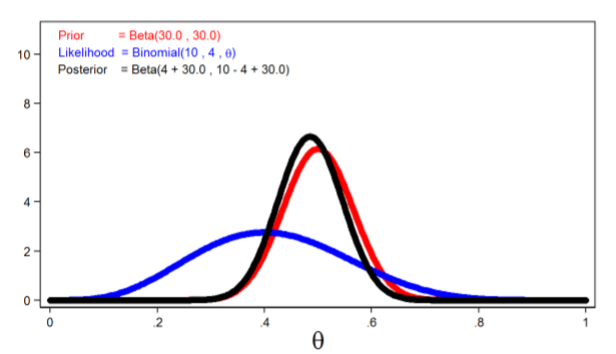 Prior = Beta(30.0 , 30.0)
Likelihood = Binomial(10 , 4 , θ)
Posterior = Beta(4 + 30.0 , 10 - 4 + 30.0)
10
8
6
4
2
0
0 .2 .4 .6 .8 1
θ